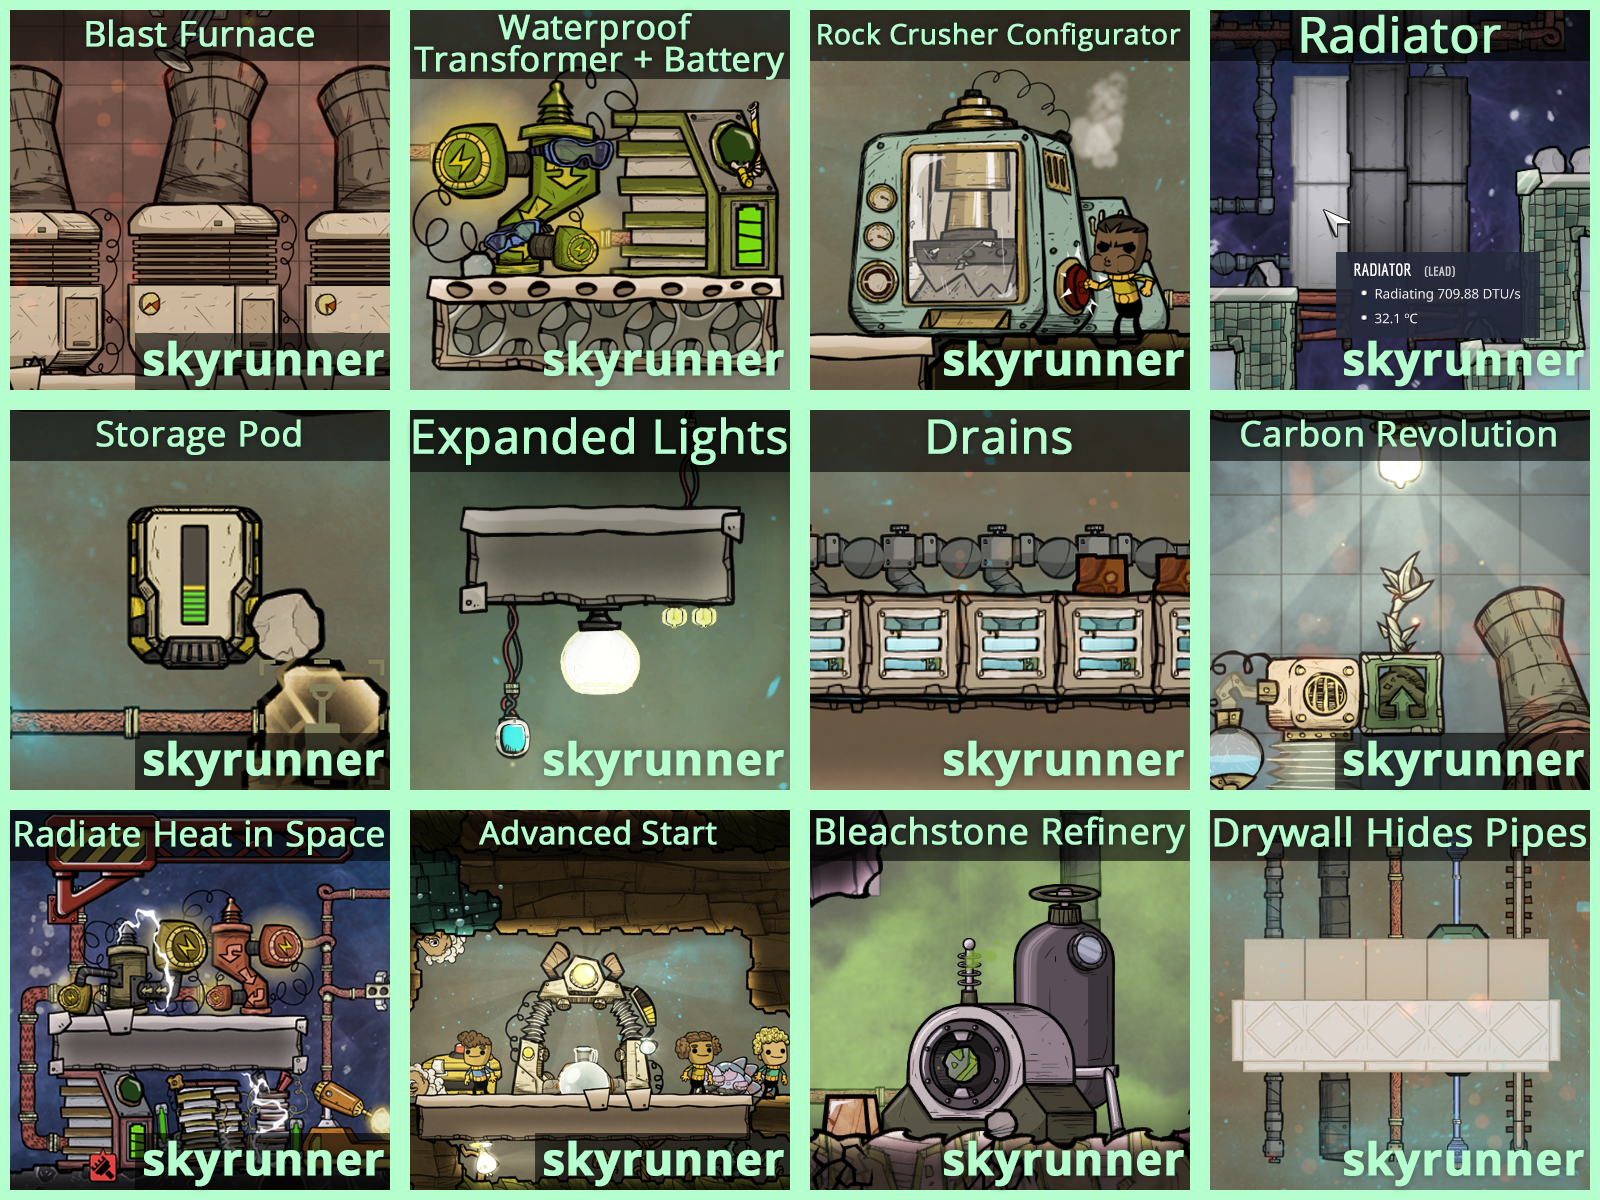 Blast Furnace
skyrunner
Waterproof
Transformer + Battery
skyrunner
Rock Crusher Configurator
skyrunner
Radiator
RADIATOR (LEAD)
• Radiating 709.88 DTU/s
• 32.1 ºC
skyrunner
Storage Pod
skyrunner
Expanded Lights
skyrunner
Drains
skyrunner
Carbon Revolution
skyrunner
Radiate Heat in Space
skyrunner
Advanced Start
skyrunner
Bleachstone Refinery
skyrunner
Drywall Hides Pipes
skyrunner